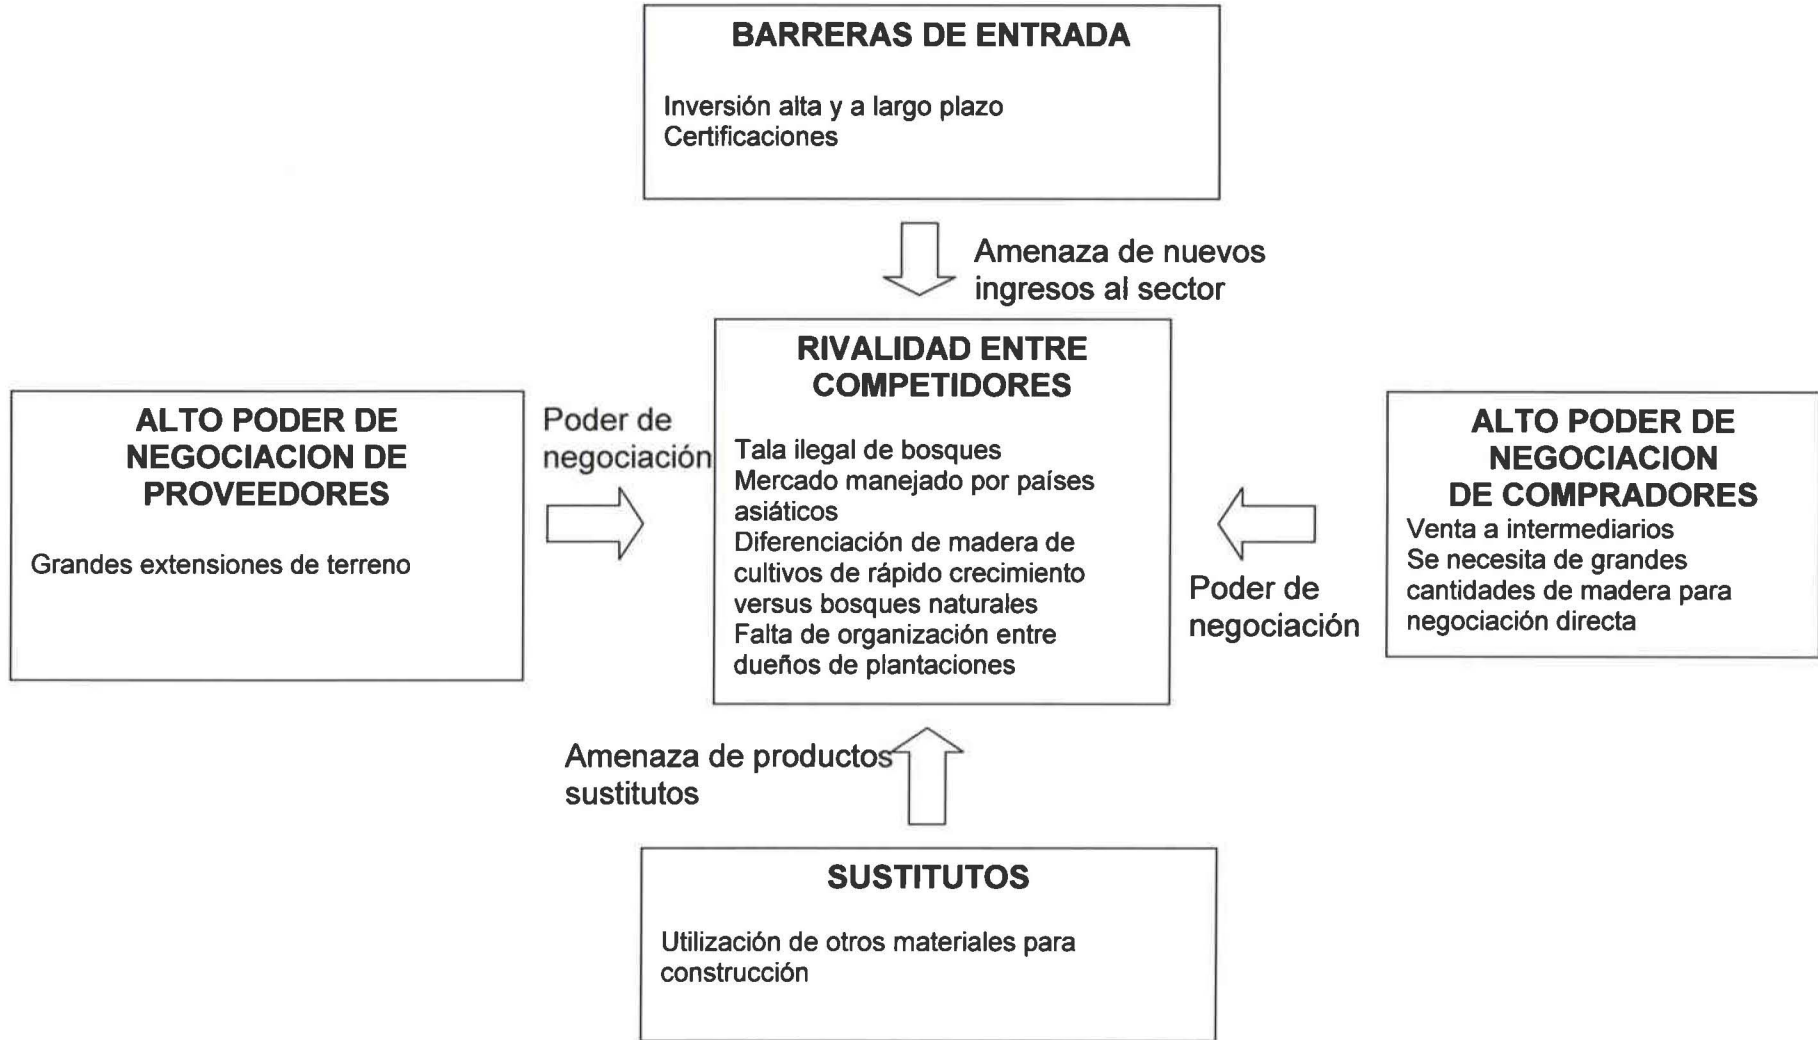 BARRERAS DE ENTRADA
Inversión alta y a largo plazo
Certificaciones
Amenaza de nuevos
ingresos al sector
ALTO PODER DE
NEGOCIACION DE
PROVEEDORES
Grandes extensiones de terreno
Poder de
negociación
RIVALIDAD ENTRE
COMPETIDORES
Tala ilegal de bosques
Mercado manejado por países
asiáticos
Diferenciación de madera de
cultivos de rápido crecimiento
versus bosques naturales
Falta de organización entre
dueños de plantaciones
Poder de
negociación
ALTO PODER DE
NEGOCIACION
DE COMPRADORES
Venta a intermediarios
Se necesita de grandes
cantidades de madera para
negociación directa
Amenaza de productos
sustitutos
SUSTITUTOS
Utilización de otros materiales para
construcción